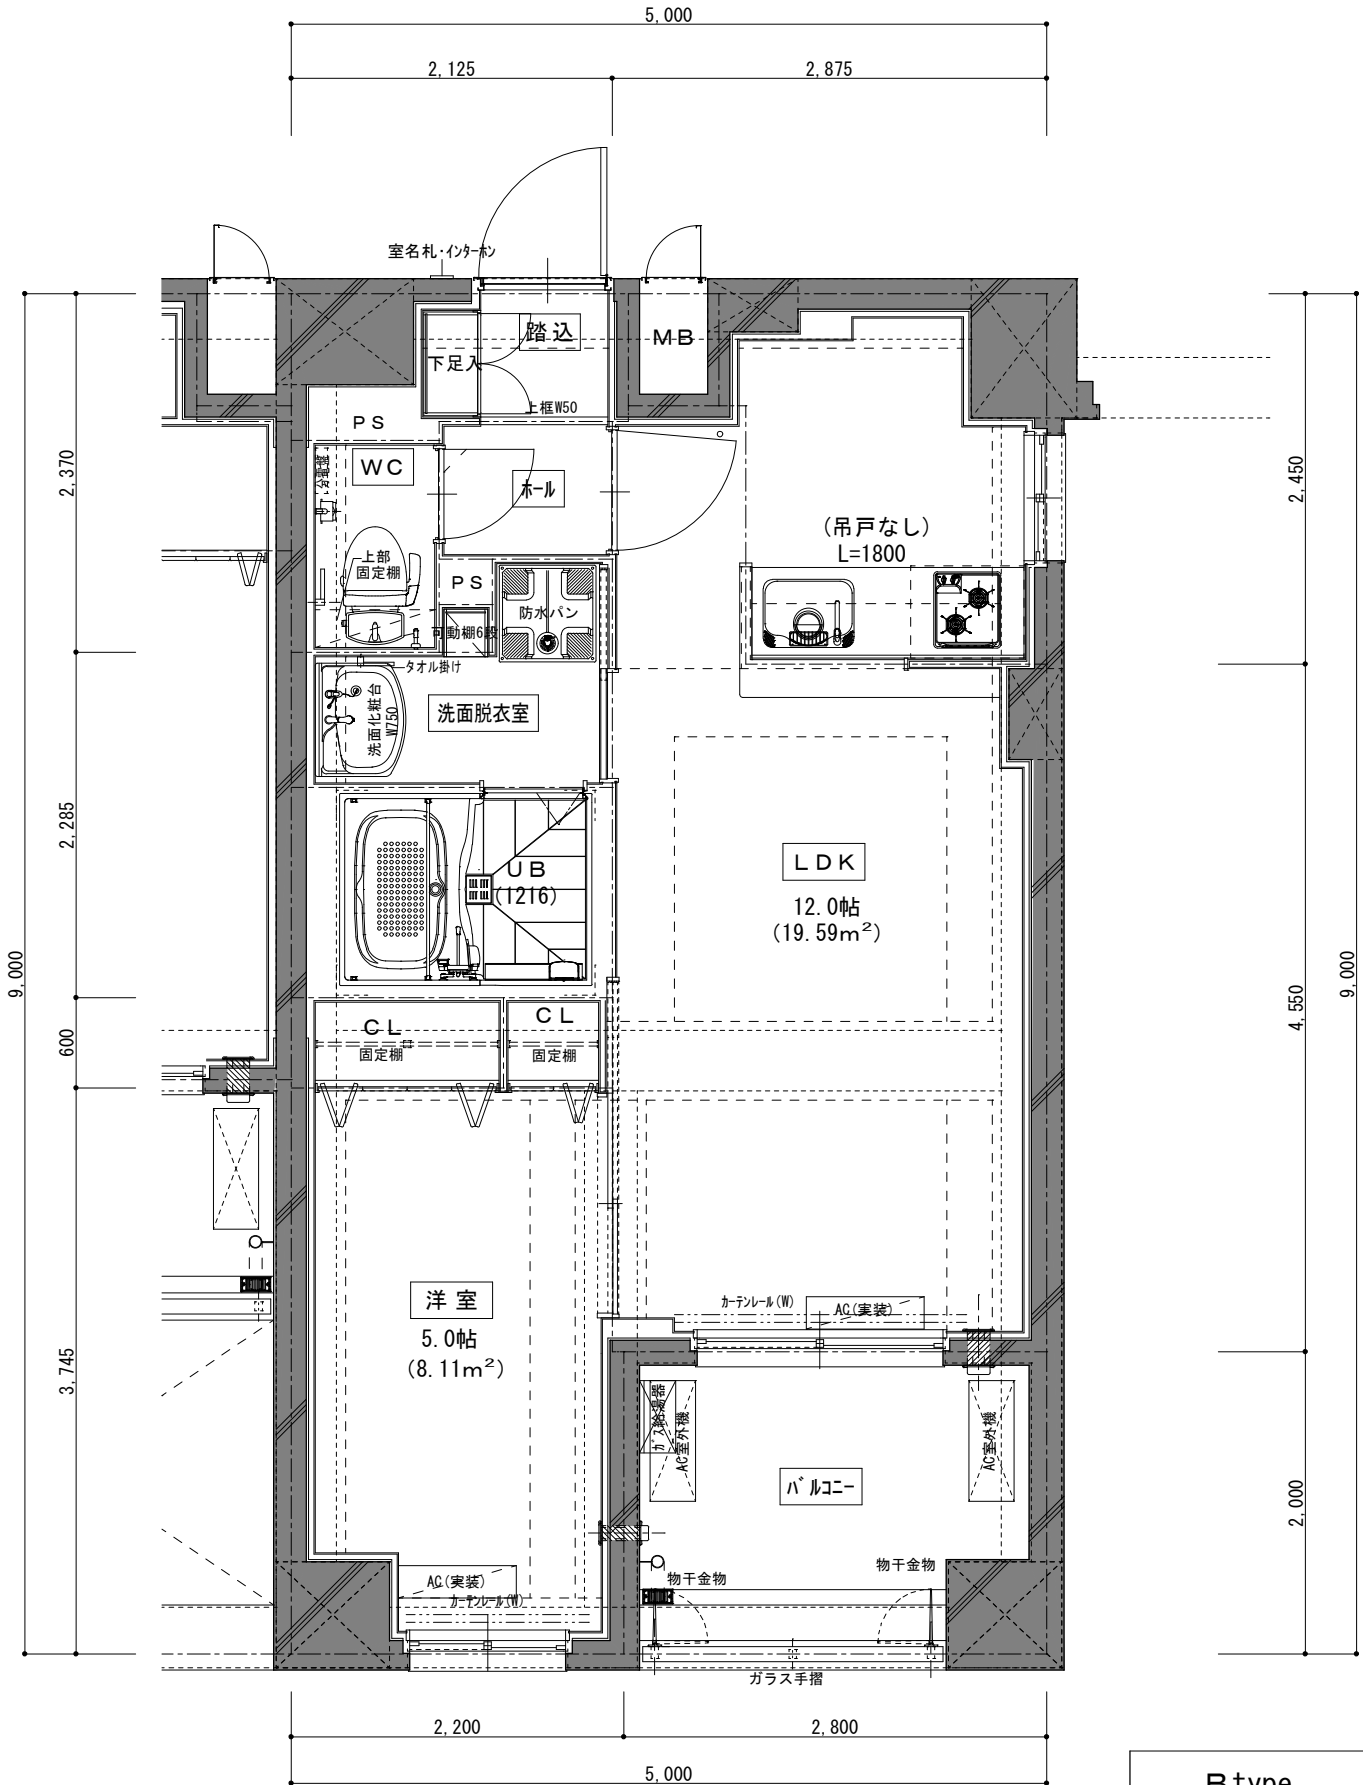 5,000
2,125
2,875
室名札・インターホン
踏込
MB
下足入
上框W50
PS
WC
分電盤
ホール
2,370
2,450
(吊戸なし)
L=1800
上部
固定棚
PS
防水パン
可動棚6段
タオル掛け
洗面化粧台
W750
洗面脱衣室
2,285
LDK
12.0帖
(19.59m²)
UB
(1216)
9,000
9,000
4,550
600
CL
固定棚
CL
固定棚
洋室
5.0帖
(8.11m²)
カーテンレール(W)
AC(実装)
3,745
ガス給湯器
AC室外機
AC室外機
バルコニー
2,000
AC(実装)
カーテンレール(W)
物干金物
物干金物
ガラス手摺
2,200
2,800
5,000
B type